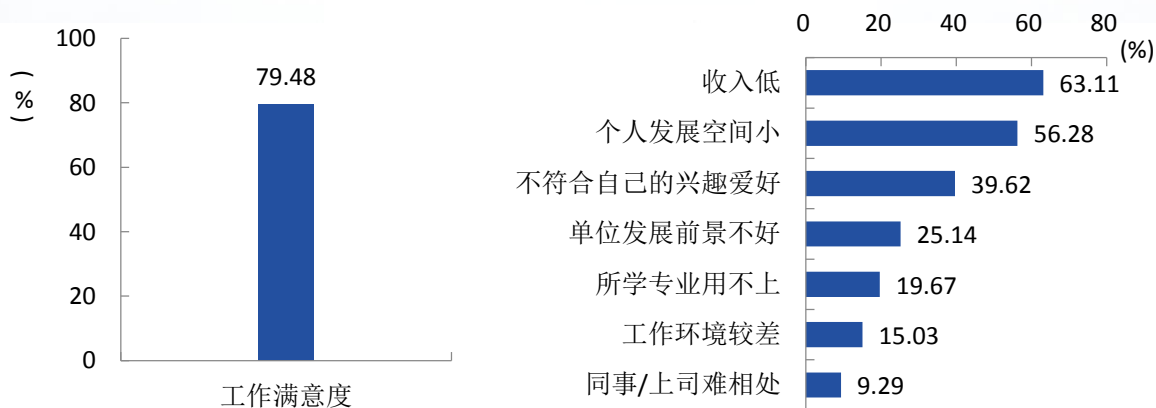 100
80
60
40
20
0
(%)
79.48
工作满意度
0 20 40 60 80
(%)
收入低 63.11
个人发展空间小 56.28
不符合自己的兴趣爱好 39.62
单位发展前景不好 25.14
所学专业用不上 19.67
工作环境较差 15.03
同事/上司难相处 9.29